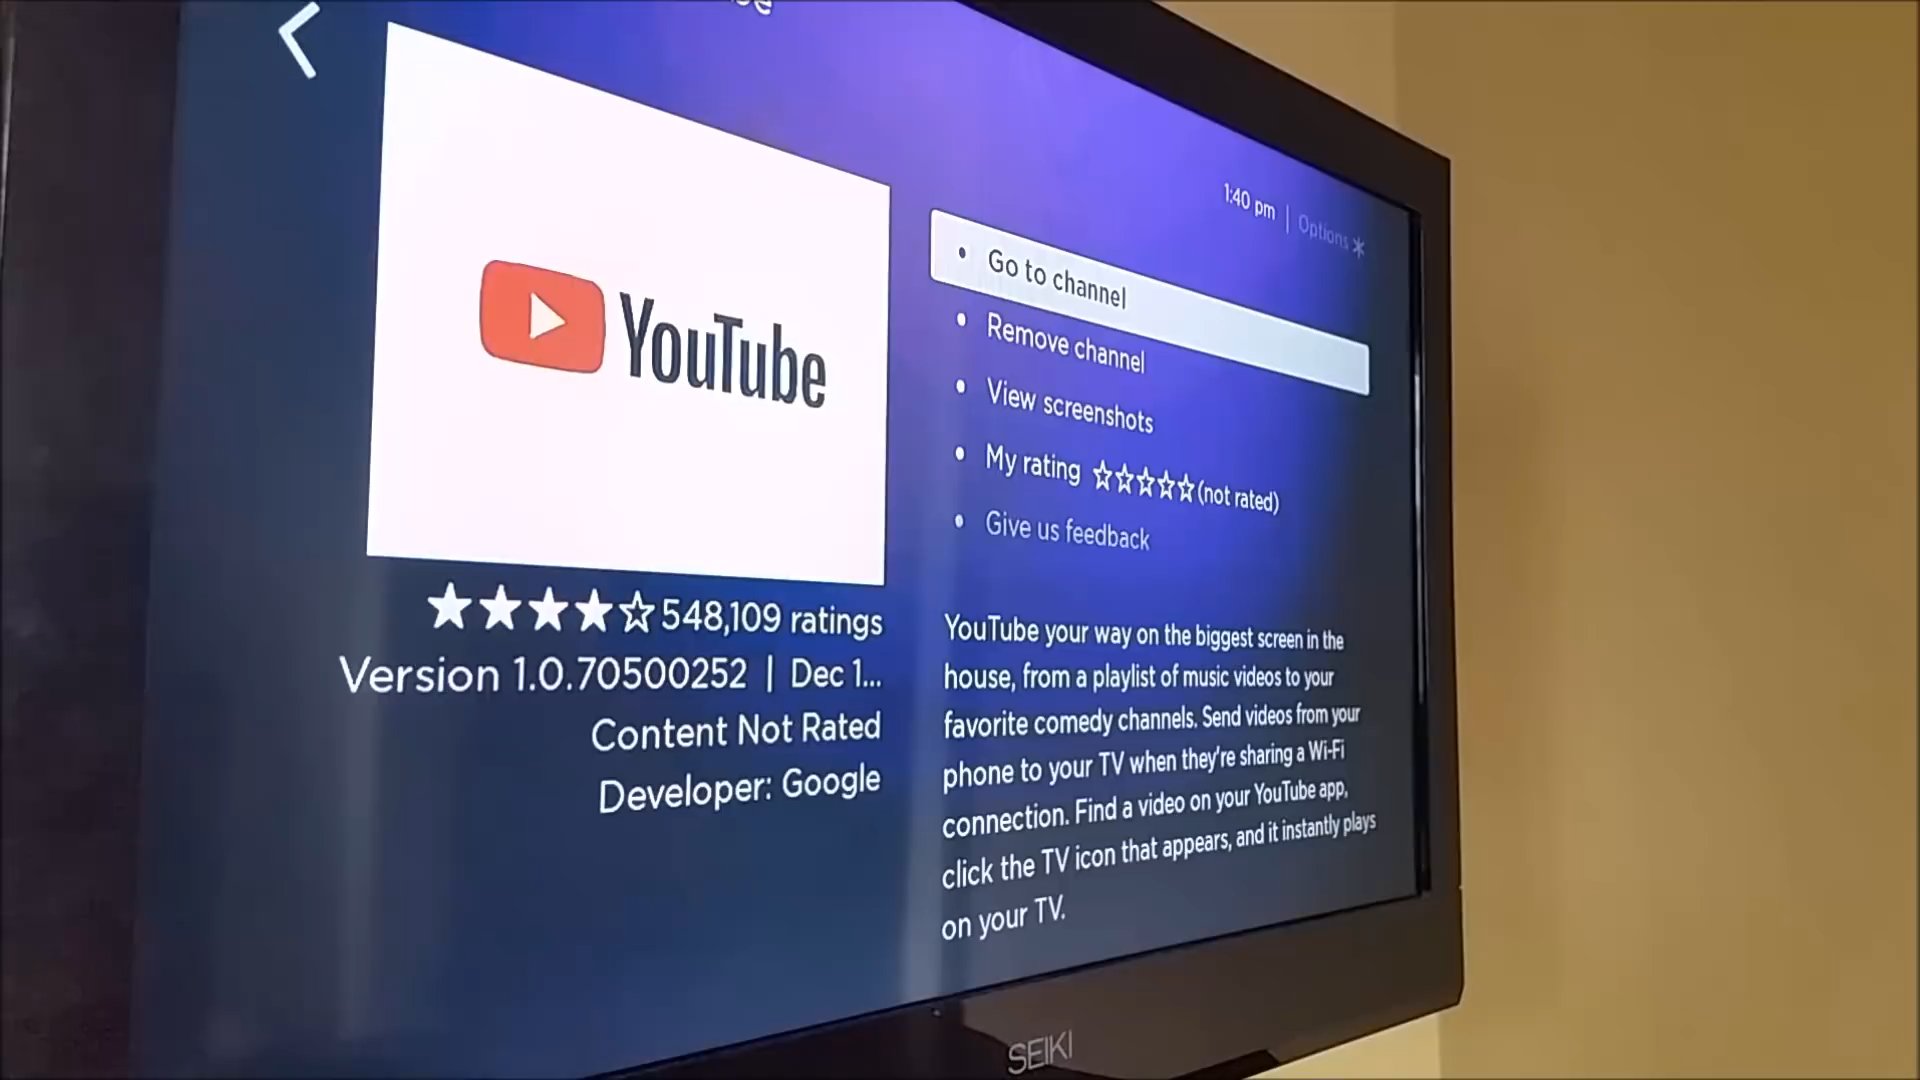 1:40 pm | Options
YouTube
Go to channel
Remove channel
View screenshots
My rating (not rated)
Give us feedback
548,109 ratings
Version 1.0.70500252 | Dec 1...
Content Not Rated
Developer: Google
YouTube your way on the biggest screen in the
house, from a playlist of music videos to your
favorite comedy channels. Send videos from your
phone to your TV when they're sharing a Wi-Fi
connection. Find a video on your YouTube app,
click the TV icon that appears, and it instantly plays
on your TV.
SEIKI